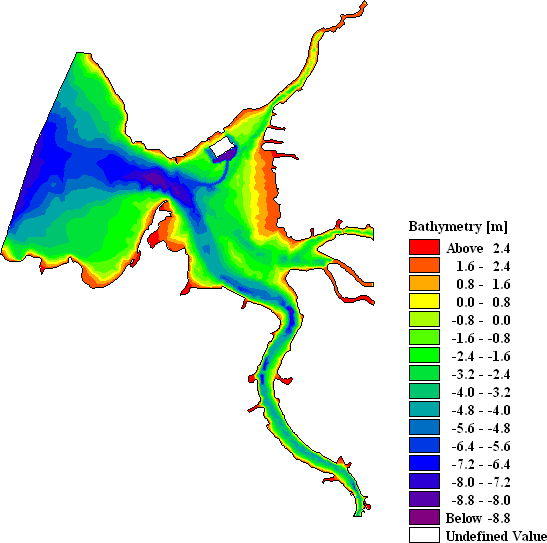 Bathymetry [m]
Above 2.4
1.6 - 2.4
0.8 - 1.6
0.0 - 0.8
-0.8 - 0.0
-1.6 - -0.8
-2.4 - -1.6
-3.2 - -2.4
-4.0 - -3.2
-4.8 - -4.0
-5.6 - -4.8
-6.4 - -5.6
-7.2 - -6.4
-8.0 - -7.2
-8.8 - -8.0
Below -8.8
Undefined Value